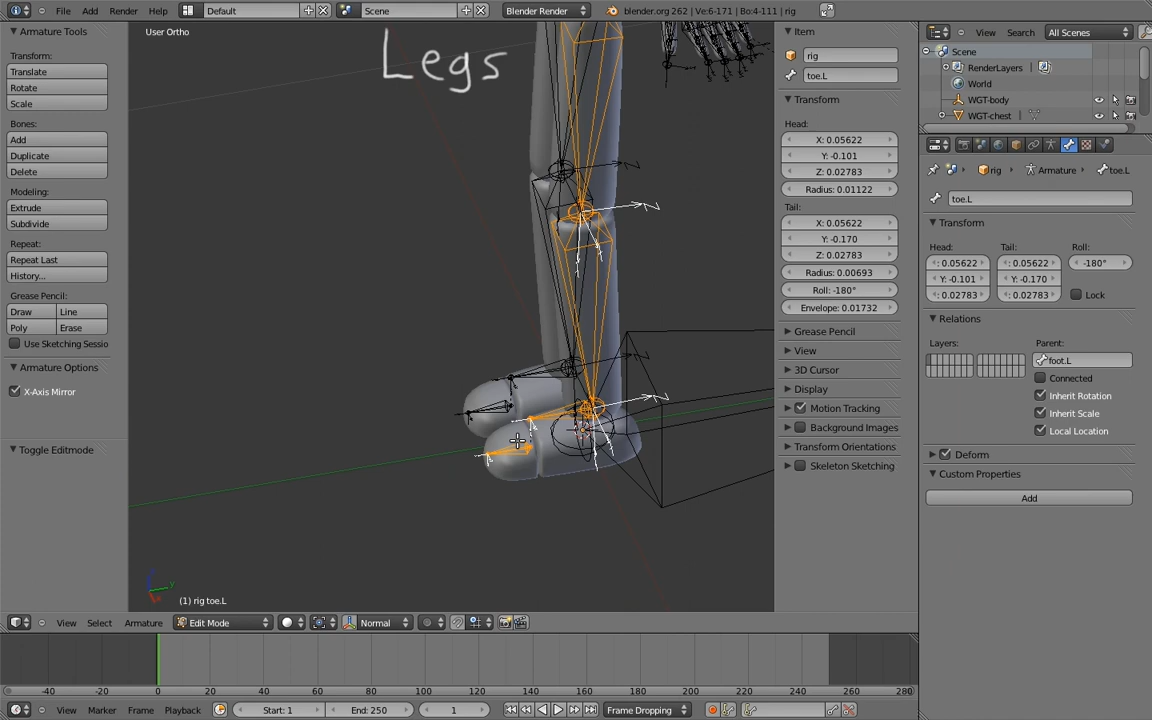 File Add Render Help Default Scene Blender Render blender.org 262 | Ve:6-171 | Bo:4-111 | rig
Armature Tools
Transform:
Translate
Rotate
Scale
Bones:
Add
Duplicate
Delete
Modeling:
Extrude
Subdivide
Repeat:
Repeat Last
History...
Grease Pencil:
Draw Line
Poly Erase
Use Sketching Sessio
Armature Options
X-Axis Mirror
Toggle Editmode
User Ortho
Legs
(1) rig toe.L
View Select Armature Edit Mode Normal
Item
rig
toe.L
Transform
Head:
X: 0.05622
Y: -0.101
Z: 0.02783
Radius: 0.01122
Tail:
X: 0.05622
Y: -0.170
Z: 0.02783
Radius: 0.00693
Roll: -180°
Envelope: 0.01732
Grease Pencil
View
3D Cursor
Display
Motion Tracking
Background Images
Transform Orientations
Skeleton Sketching
View Search All Scenes
Scene
RenderLayers
World
WGT-body
WGT-chest
rig Armature toe.L
toe.L
Transform
Head: Tail: Roll:
: 0.05622 : 0.05622 -180°
Y: -0.101 Y: -0.170
: 0.02783 : 0.02783 Lock
Relations
Layers: Parent:
foot.L
Connected
Inherit Rotation
Inherit Scale
Local Location
Deform
Custom Properties
Add
-40 -20 0 20 40 60 80 100 120 140 160 180 200 220 240 260 280
View Marker Frame Playback Start: 1 End: 250 1 Frame Dropping